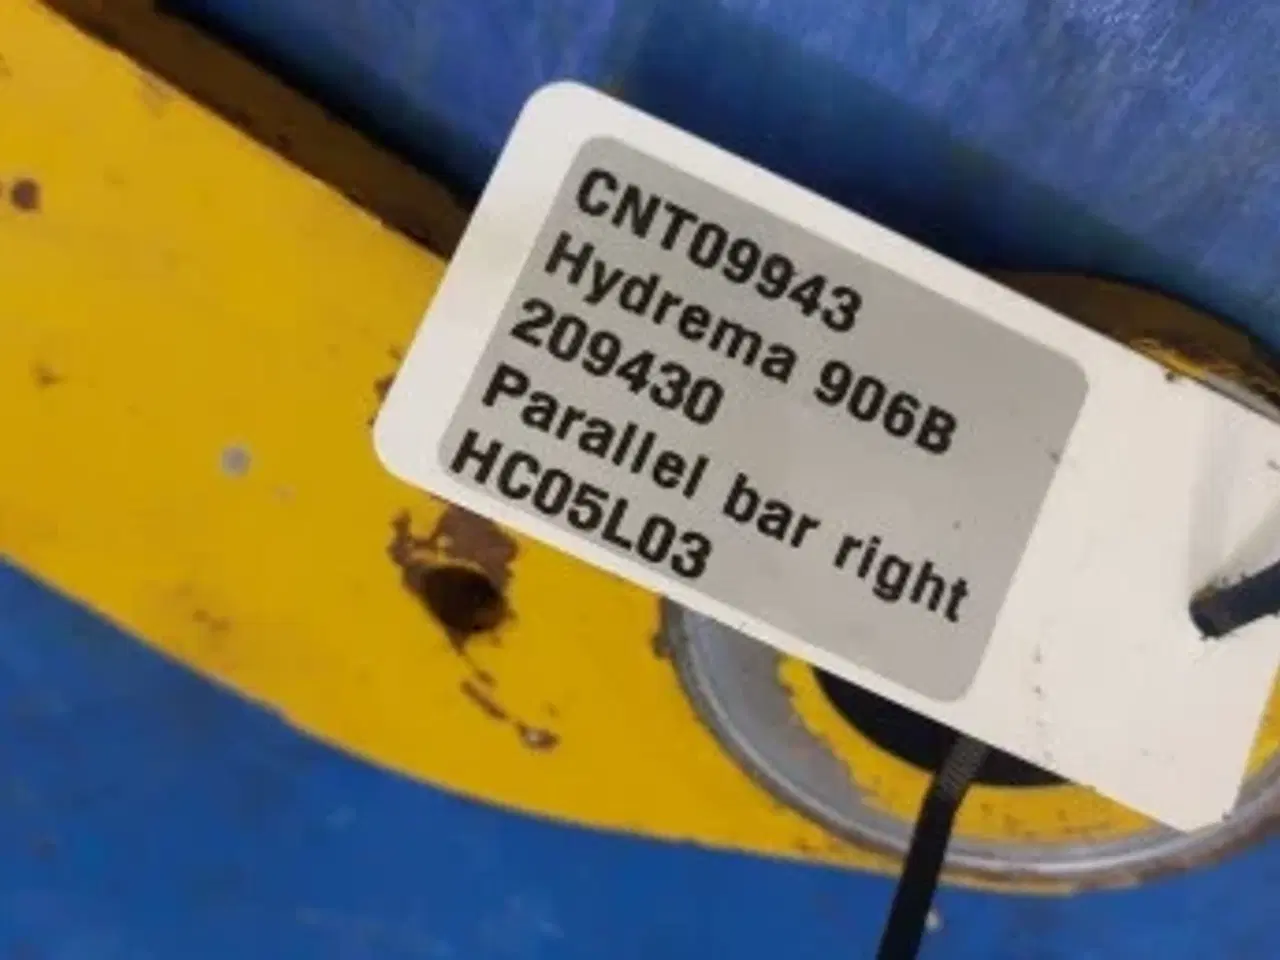 CNT09943
Hydrema 906B
209430
Parallel bar right
HC05L03